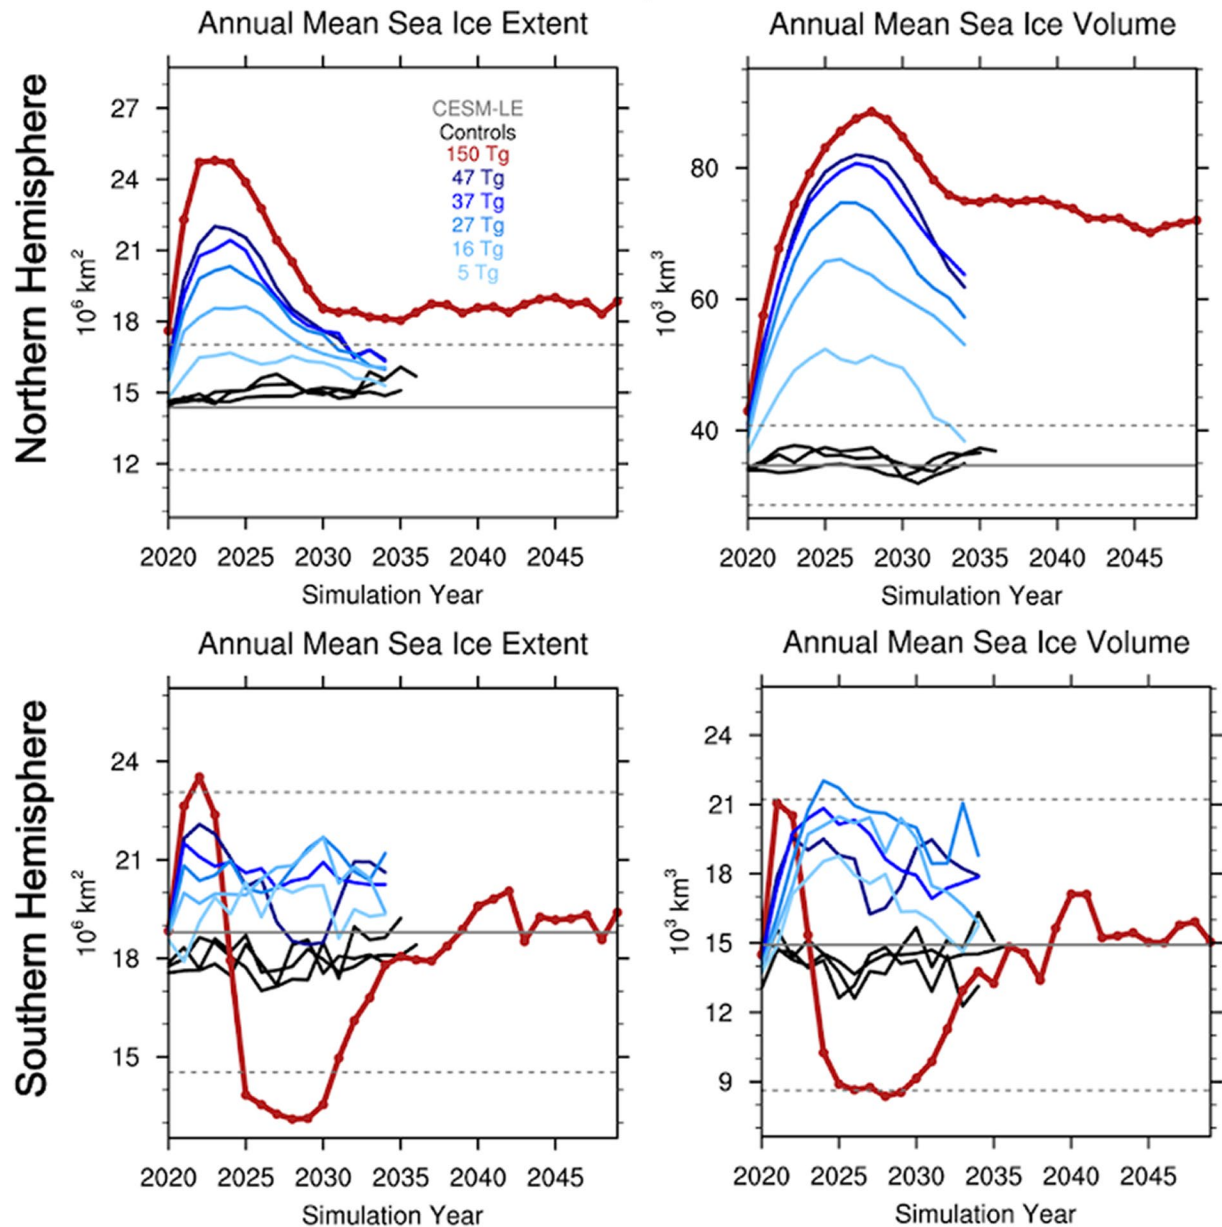 Annual Mean Sea Ice Extent
Annual Mean Sea Ice Volume
Northern Hemisphere
10⁶ km²
27
24
21
18
15
12
CESM-LE
Controls
150 Tg
47 Tg
37 Tg
27 Tg
16 Tg
5 Tg
2020 2025 2030 2035 2040 2045
Simulation Year
10³ km³
80
60
40
2020 2025 2030 2035 2040 2045
Simulation Year
Annual Mean Sea Ice Extent
Annual Mean Sea Ice Volume
Southern Hemisphere
10⁶ km²
24
21
18
15
2020 2025 2030 2035 2040 2045
Simulation Year
10³ km³
24
21
18
15
12
9
2020 2025 2030 2035 2040 2045
Simulation Year